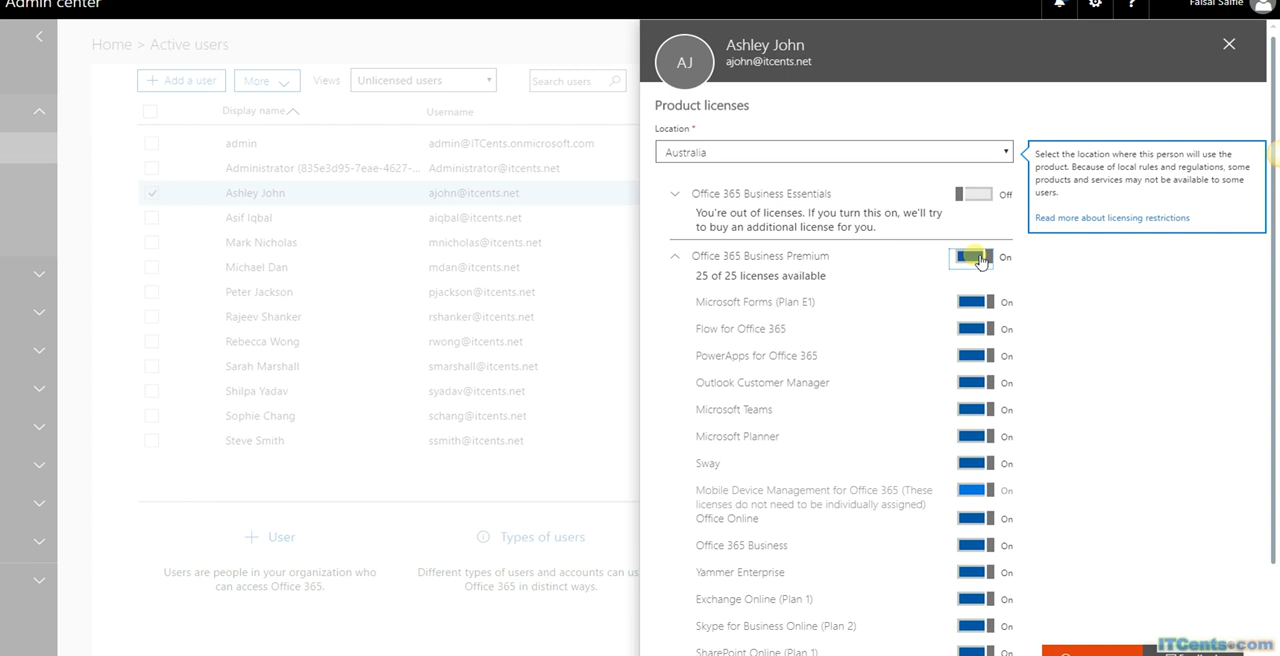 Admin center
?
Faisal Saifie
Home > Active users
+ Add a user
More
Views
Unlicensed users
Search users
Display name
Username
admin
admin@ITCents.onmicrosoft.com
Administrator (835e3d95-7eae-4627-...
Administrator@itcents.net
Ashley John
ajohn@itcents.net
Asif Iqbal
aiqbal@itcents.net
Mark Nicholas
mnicholas@itcents.net
Michael Dan
mdan@itcents.net
Peter Jackson
pjackson@itcents.net
Rajeev Shanker
rshanker@itcents.net
Rebecca Wong
rwong@itcents.net
Sarah Marshall
smarshall@itcents.net
Shilpa Yadav
syadav@itcents.net
Sophie Chang
schang@itcents.net
Steve Smith
ssmith@itcents.net
+ User
Users are people in your organization who
can access Office 365.
Types of users
Different types of users and accounts can us
Office 365 in distinct ways.
AJ
Ashley John
ajohn@itcents.net
Product licenses
Location *
Australia
Select the location where this person will use the
product. Because of local rules and regulations, some
products and services may not be available to some
users.
Read more about licensing restrictions
Office 365 Business Essentials
Off
You're out of licenses. If you turn this on, we'll try
to buy an additional license for you.
Office 365 Business Premium
On
25 of 25 licenses available
Microsoft Forms (Plan E1)
On
Flow for Office 365
On
PowerApps for Office 365
On
Outlook Customer Manager
On
Microsoft Teams
On
Microsoft Planner
On
Sway
On
Mobile Device Management for Office 365 (These
licenses do not need to be individually assigned)
On
Office Online
On
Office 365 Business
On
Yammer Enterprise
On
Exchange Online (Plan 1)
On
Skype for Business Online (Plan 2)
On
SharePoint Online (Plan 1)
On
ITCents.com